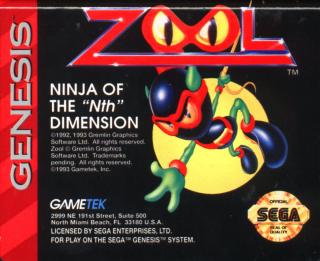 GENESIS
ZOOL
TM
NINJA OF
THE "Nth"
DIMENSION
©1992, 1993 Gremlin Graphics
Software Ltd. All rights reserved.
Zool © Gremlin Graphics
Software Ltd. Trademarks
pending. All rights reserved.
©1993 Gametek, Inc.
GAMETEK
2999 NE 191st Street, Suite 500
North Miami Beach, FL 33180 U.S.A.
LICENSED BY SEGA ENTERPRISES, LTD.
FOR PLAY ON THE SEGA™ GENESIS™ SYSTEM.
OFFICIAL
SEGA
SEAL OF
QUALITY